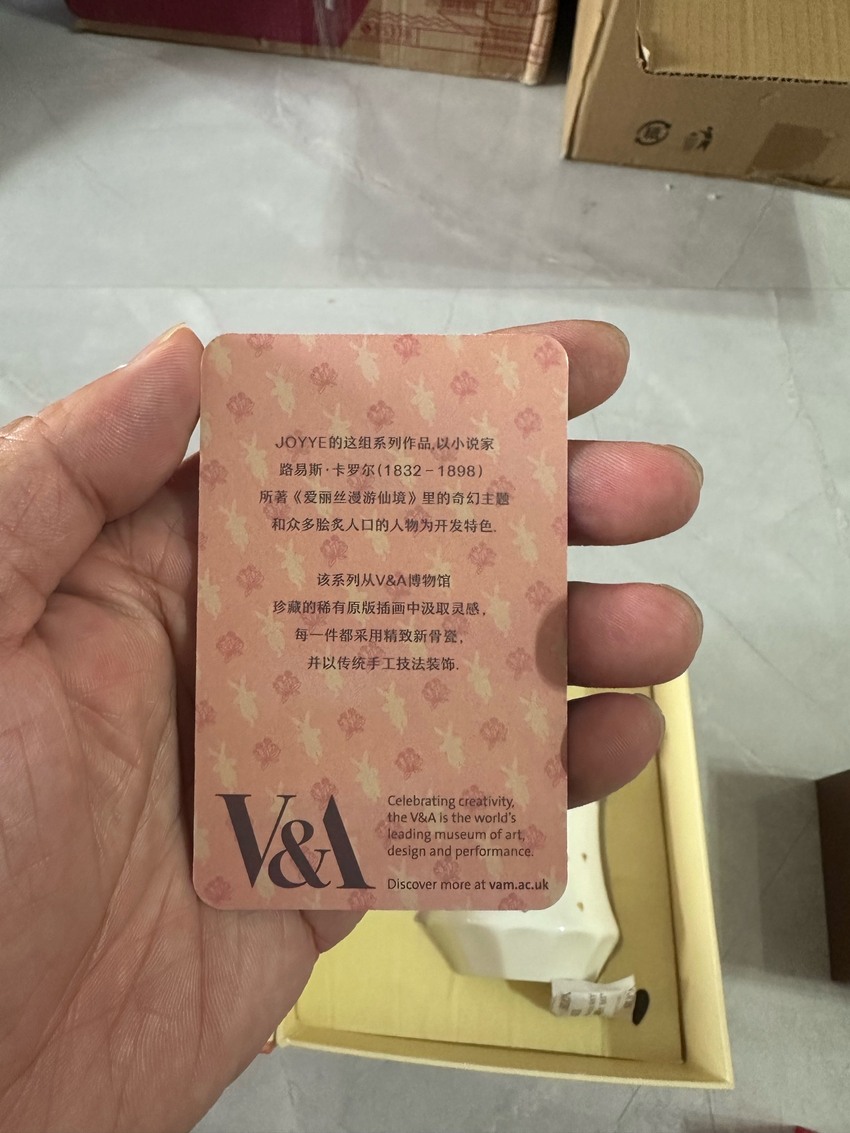 JOYYE的这组系列作品,以小说家
路易斯·卡罗尔(1832-1898)
所著《爱丽丝漫游仙境》里的奇幻主题
和众多脍炙人口的人物为开发特色.
该系列从V&A博物馆
珍藏的稀有原版插画中汲取灵感,
每一件都采用精致新骨瓷,
并以传统手工技法装饰.
V&A
Celebrating creativity,
the V&A is the world's
leading museum of art,
design and performance.
Discover more at vam.ac.uk